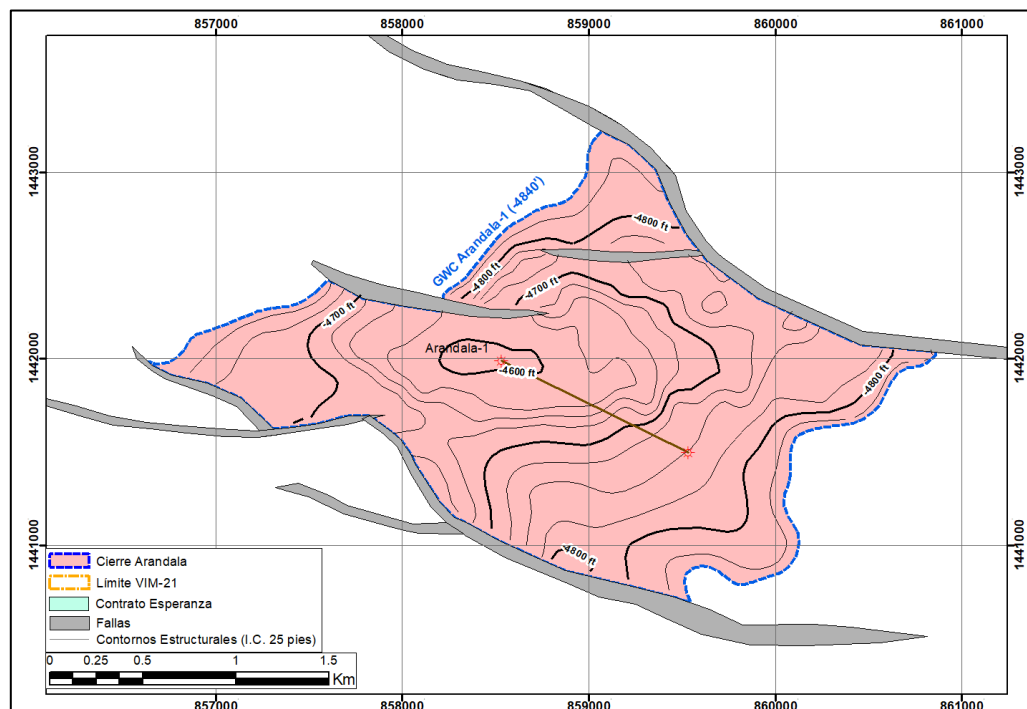 857000 858000 859000 860000 861000
1443000
1442000
1441000
GWC Arandala-1 (-4840')
-4800 ft
-4800 ft
-4700 ft
-4700 ft
Arandala-1
-4600 ft
-4800 ft
-4800 ft
Cierre Arandala
Límite VIM-21
Contrato Esperanza
Fallas
Contornos Estructurales (I.C. 25 pies)
0 0.25 0.5 1 1.5
Km
1443000
1442000
1441000
857000 858000 859000 860000 861000